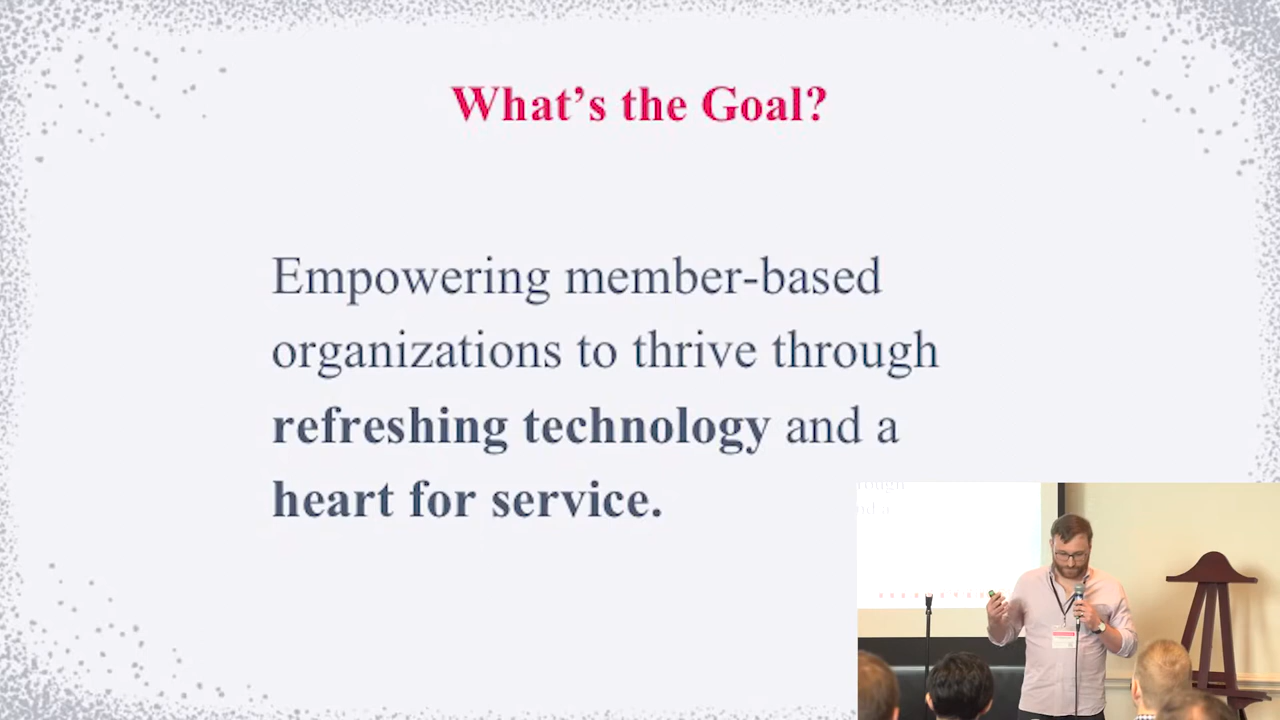 What's the Goal?
Empowering member-based
organizations to thrive through
refreshing technology and a
heart for service.